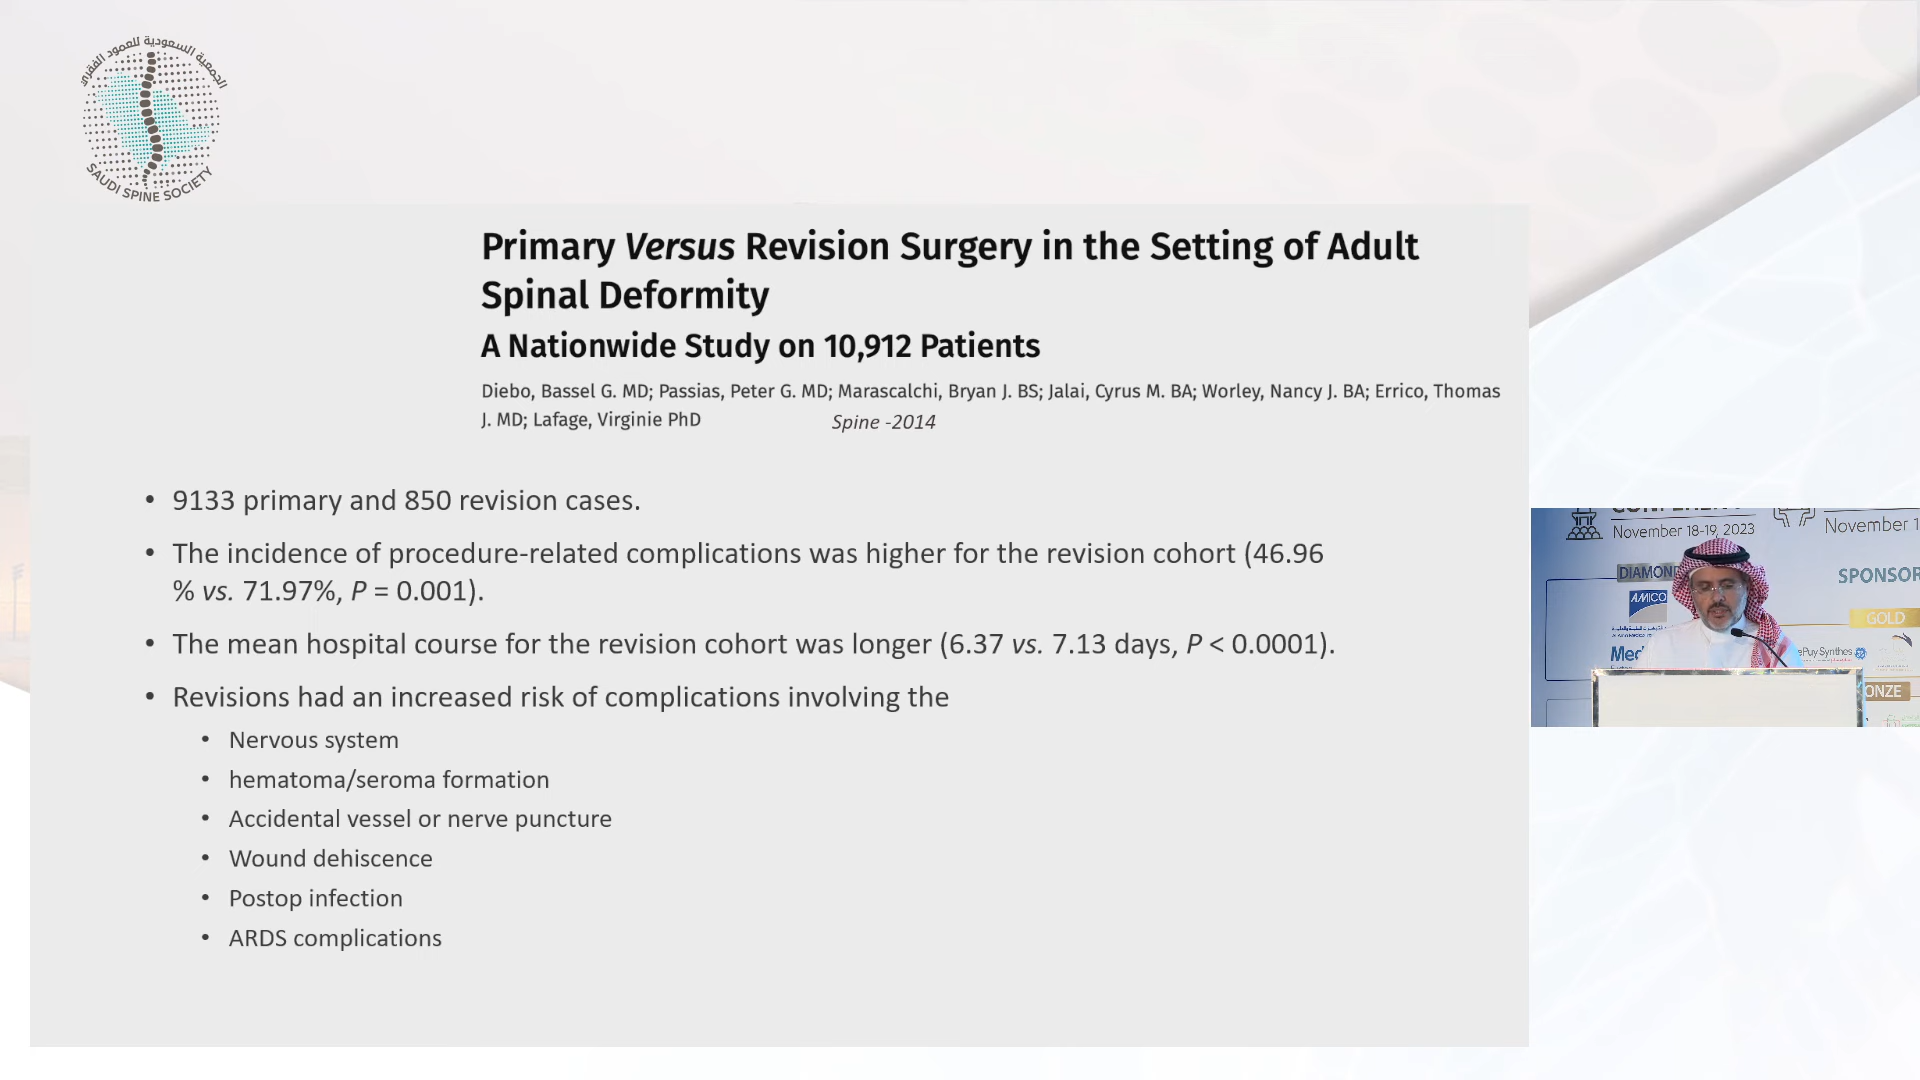 الجمعية السعودية للعمود الفقري
SAUDI SPINE SOCIETY
Primary Versus Revision Surgery in the Setting of Adult
Spinal Deformity
A Nationwide Study on 10,912 Patients
Diebo, Bassel G. MD; Passias, Peter G. MD; Marascalchi, Bryan J. BS; Jalai, Cyrus M. BA; Worley, Nancy J. BA; Errico, Thomas
J. MD; Lafage, Virginie PhD
Spine -2014
• 9133 primary and 850 revision cases.
• The incidence of procedure-related complications was higher for the revision cohort (46.96
% vs. 71.97%, P = 0.001).
• The mean hospital course for the revision cohort was longer (6.37 vs. 7.13 days, P < 0.0001).
• Revisions had an increased risk of complications involving the
• Nervous system
• hematoma/seroma formation
• Accidental vessel or nerve puncture
• Wound dehiscence
• Postop infection
• ARDS complications
November 18-19, 2023
November 1
DIAMON
SPONSOR
AMICO
GOLD
Med
ePuySynthes
ONZE